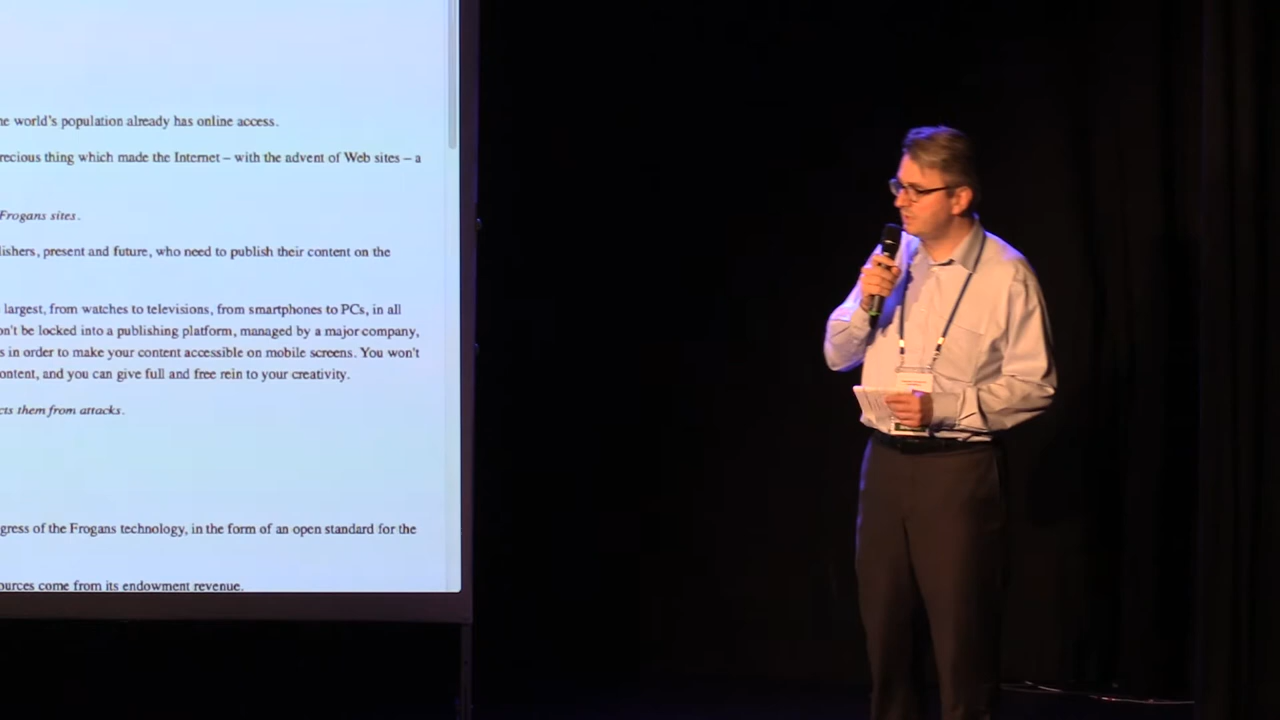 he world's population already has online access.
recious thing which made the Internet – with the advent of Web sites – a
Frogans sites.
lishers, present and future, who need to publish their content on the
largest, from watches to televisions, from smartphones to PCs, in all
on't be locked into a publishing platform, managed by a major company,
s in order to make your content accessible on mobile screens. You won't
ontent, and you can give full and free rein to your creativity.
cts them from attacks.
gress of the Frogans technology, in the form of an open standard for the
ources come from its endowment revenue.